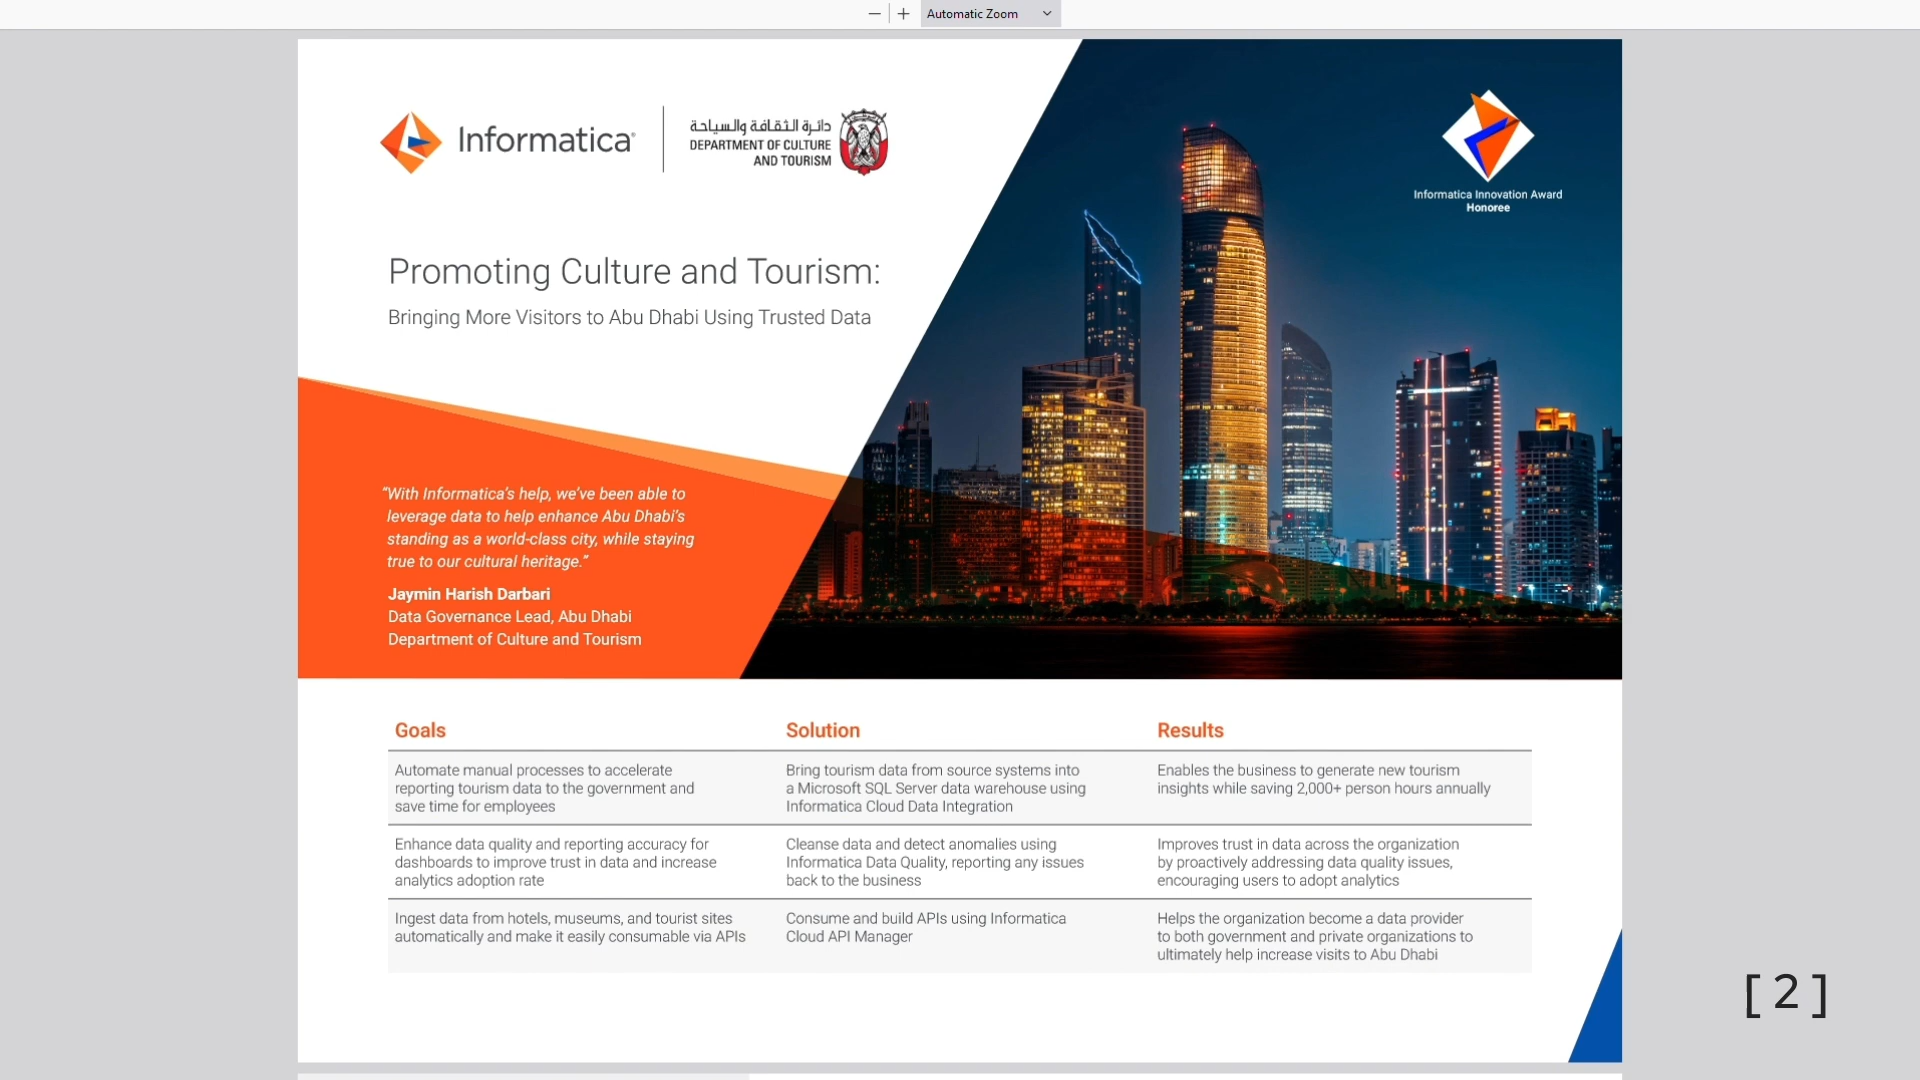 Automatic Zoom
Informatica®
دائرة الثقافة والسياحة
DEPARTMENT OF CULTURE
AND TOURISM
Informatica Innovation Award
Honoree
Promoting Culture and Tourism:
Bringing More Visitors to Abu Dhabi Using Trusted Data
“With Informatica’s help, we’ve been able to
leverage data to help enhance Abu Dhabi’s
standing as a world-class city, while staying
true to our cultural heritage.”
Jaymin Harish Darbari
Data Governance Lead, Abu Dhabi
Department of Culture and Tourism
Goals
Solution
Results
Automate manual processes to accelerate
reporting tourism data to the government and
save time for employees
Bring tourism data from source systems into
a Microsoft SQL Server data warehouse using
Informatica Cloud Data Integration
Enables the business to generate new tourism
insights while saving 2,000+ person hours annually
Enhance data quality and reporting accuracy for
dashboards to improve trust in data and increase
analytics adoption rate
Cleanse data and detect anomalies using
Informatica Data Quality, reporting any issues
back to the business
Improves trust in data across the organization
by proactively addressing data quality issues,
encouraging users to adopt analytics
Ingest data from hotels, museums, and tourist sites
automatically and make it easily consumable via APIs
Consume and build APIs using Informatica
Cloud API Manager
Helps the organization become a data provider
to both government and private organizations to
ultimately help increase visits to Abu Dhabi
[ 2 ]